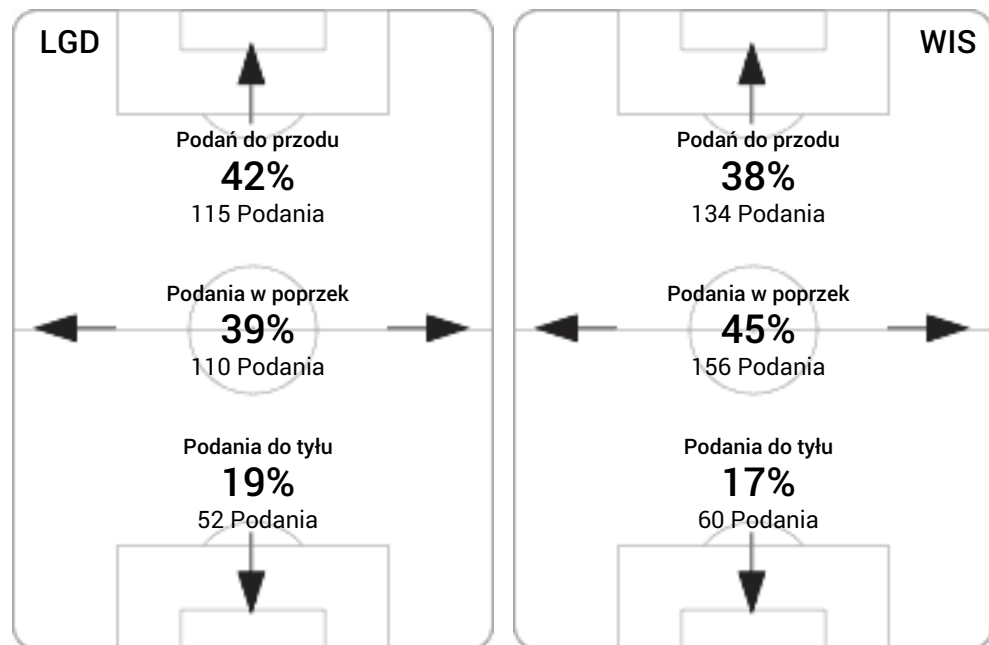 LGD
Podań do przodu
42%
115 Podania
Podania w poprzek
39%
110 Podania
Podania do tyłu
19%
52 Podania
WIS
Podań do przodu
38%
134 Podania
Podania w poprzek
45%
156 Podania
Podania do tyłu
17%
60 Podania